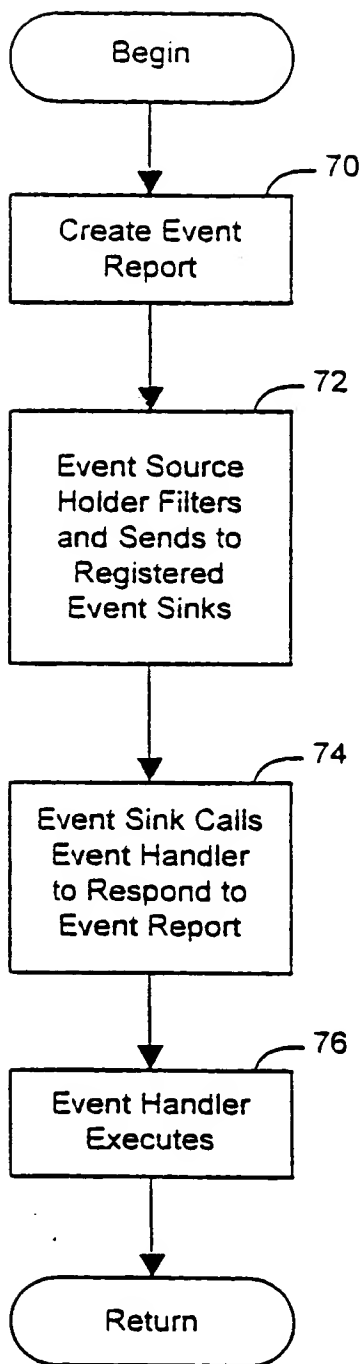 Begin
70
Create Event
Report
72
Event Source
Holder Filters
and Sends to
Registered
Event Sinks
74
Event Sink Calls
Event Handler
to Respond to
Event Report
76
Event Handler
Executes
Return